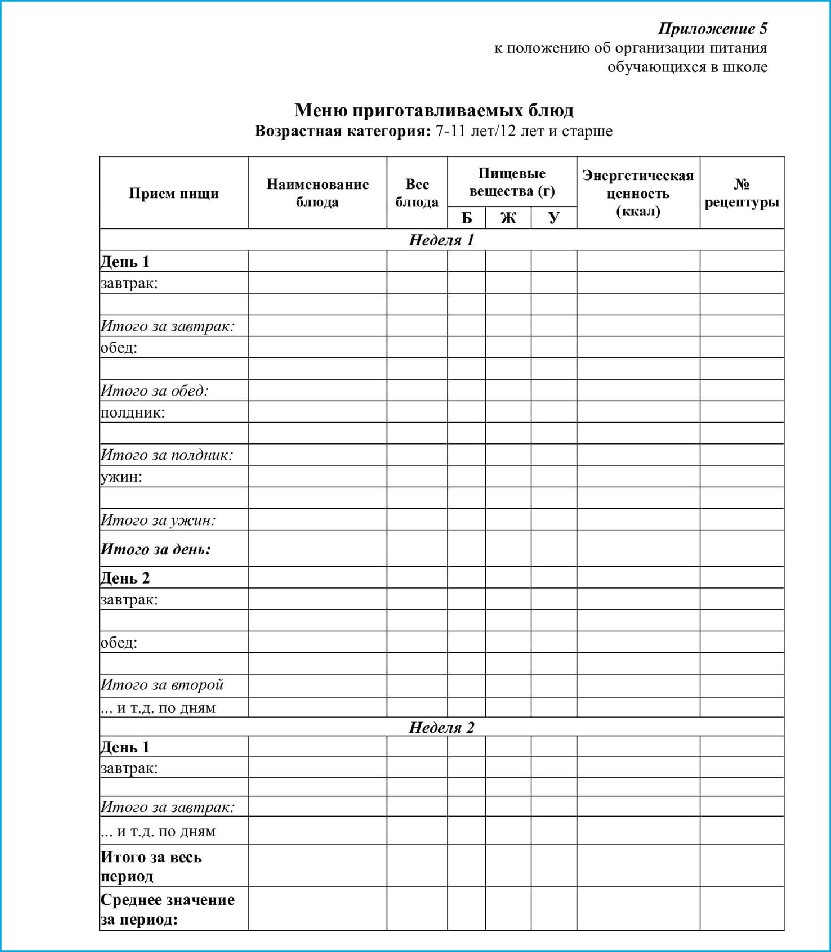 Приложение 5
к положению об организации питания
обучающихся в школе
Меню приготавливаемых блюд
Возрастная категория: 7-11 лет/12 лет и старше
Прием пищи
Наименование
блюда
Вес
блюда
Пищевые
вещества (г)
Энергетическая
ценность
(ккал)
№
рецептуры
Б Ж У
Неделя 1
День 1
завтрак:
Итого за завтрак:
обед:
Итого за обед:
полдник:
Итого за полдник:
ужин:
Итого за ужин:
Итого за день:
День 2
завтрак:
обед:
Итого за второй
... и т.д. по дням
Неделя 2
День 1
завтрак:
Итого за завтрак:
... и т.д. по дням
Итого за весь
период
Среднее значение
за период: